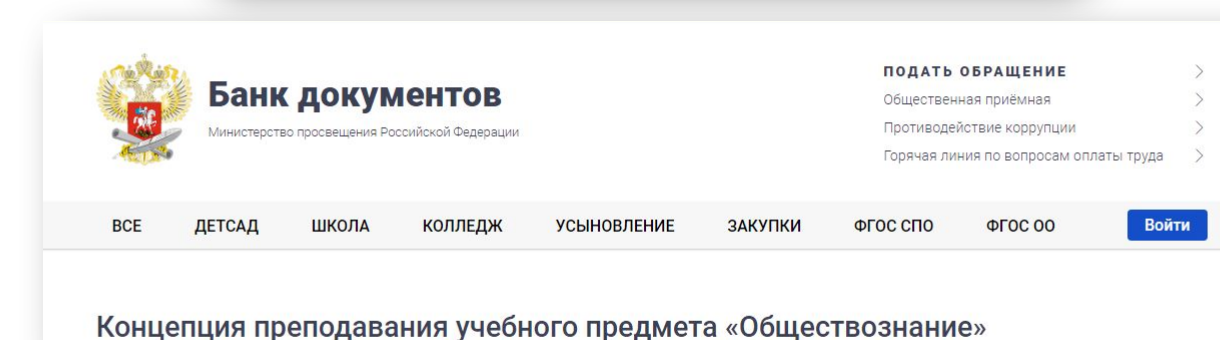 Банк документов
Министерство просвещения Российской Федерации
ПОДАТЬ ОБРАЩЕНИЕ
Общественная приёмная
Противодействие коррупции
Горячая линия по вопросам оплаты труда
ВСЕ ДЕТСАД ШКОЛА КОЛЛЕДЖ УСЫНОВЛЕНИЕ ЗАКУПКИ ФГОС СПО ФГОС ОО Войти
Концепция преподавания учебного предмета «Обществознание»